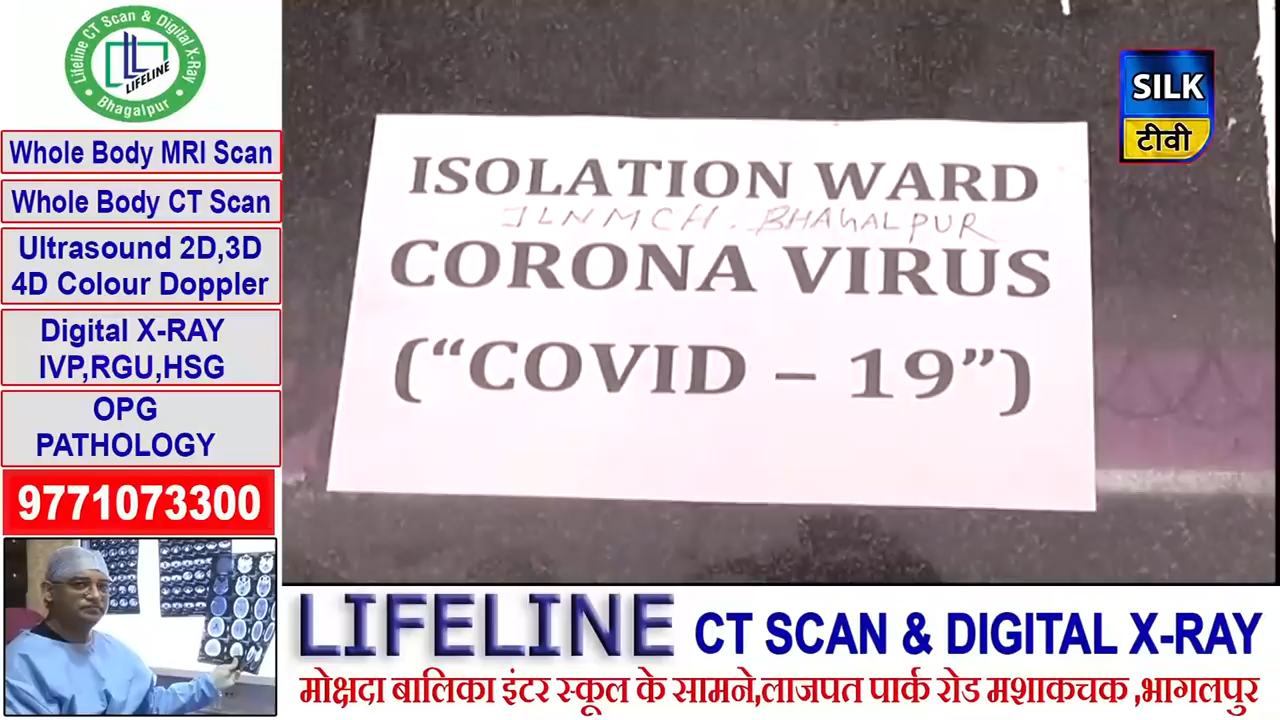 Lifeline CT Scan & Digital X-Ray
LIFELINE
Bhagalpur
Whole Body MRI Scan
Whole Body CT Scan
Ultrasound 2D,3D
4D Colour Doppler
Digital X-RAY
IVP,RGU,HSG
OPG
PATHOLOGY
9771073300
SILK
टीवी
ISOLATION WARD
JLNMCH. BHAGALPUR
CORONA VIRUS
(“COVID – 19”)
LIFELINE CT SCAN & DIGITAL X-RAY
मोक्षदा बालिका इंटर स्कूल के सामने,लाजपत पार्क रोड मशाकचक ,भागलपुर